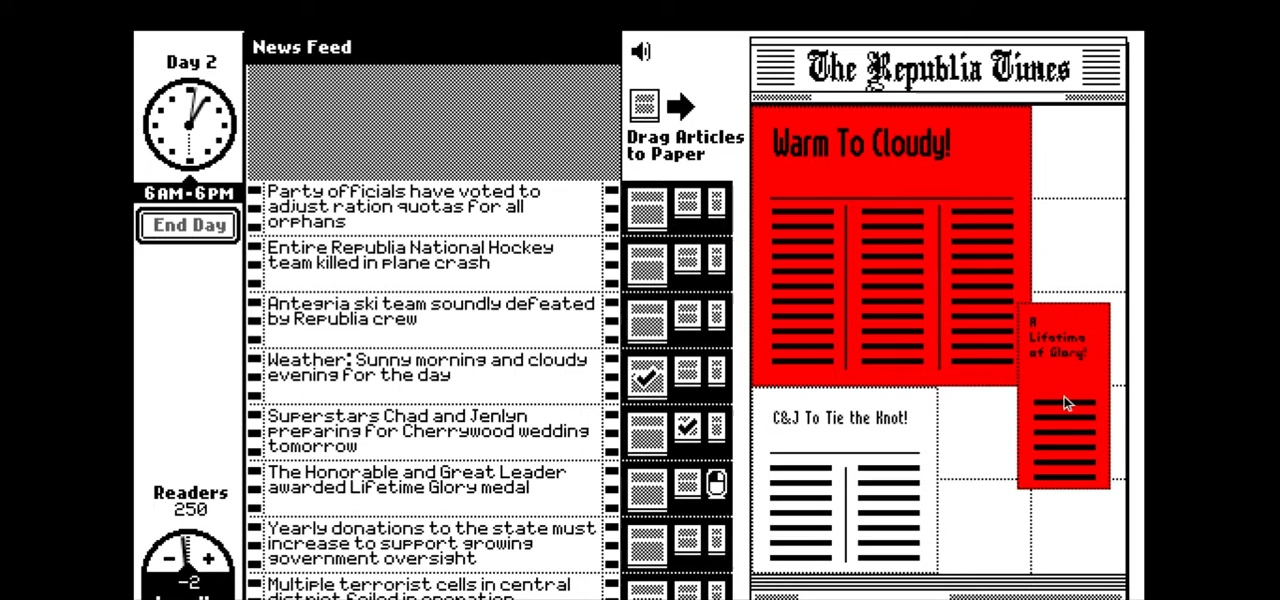 Day 2
6AM-6PM
End Day
Readers
250
-2
News Feed
Party officials have voted to
adjust ration quotas for all
orphans
Entire Republia National Hockey
team killed in plane crash
Antegria ski team soundly defeated
by Republia crew
Weather: Sunny morning and cloudy
evening for the day
Superstars Chad and Jenlyn
preparing for Cherrywood wedding
tomorrow
The Honorable and Great Leader
awarded Lifetime Glory medal
Yearly donations to the state must
increase to support growing
government oversight
Multiple terrorist cells in central
district foiled in operation
Drag Articles
to Paper
The Republia Times
Warm To Cloudy!
A
Lifetime
of Glory!
C&J To Tie the Knot!